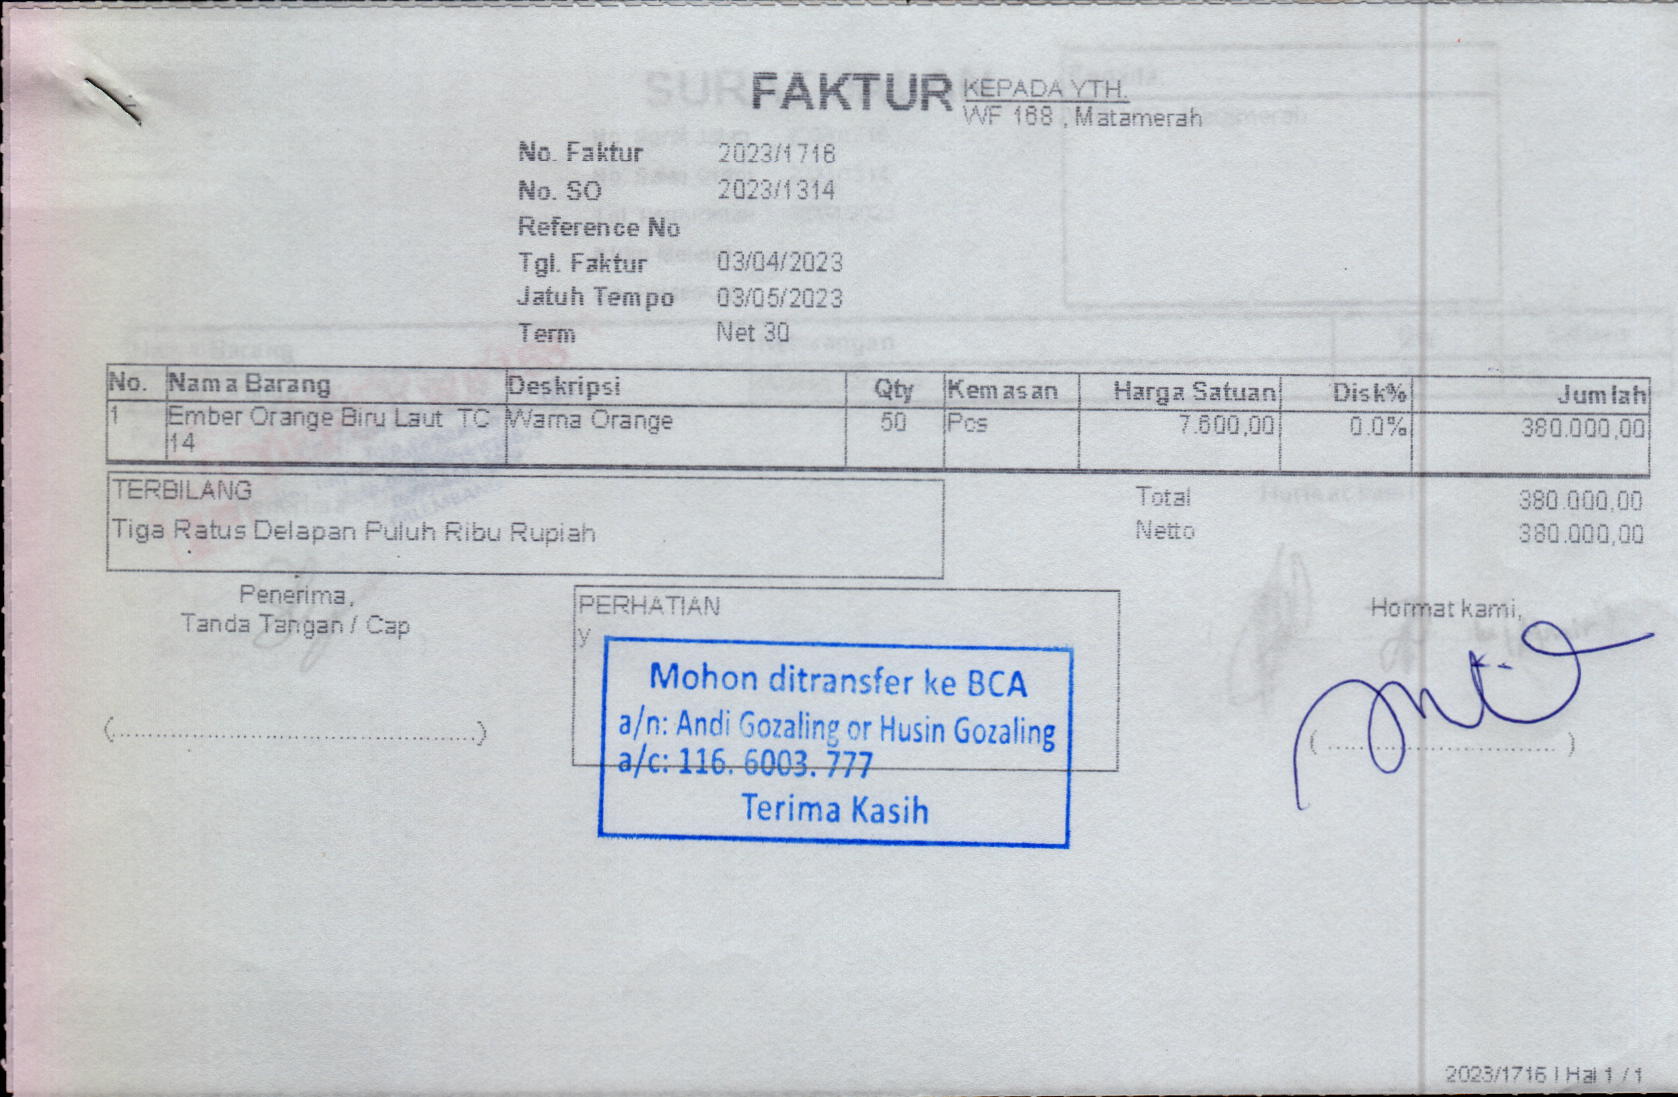 FAKTUR
KEPADA YTH.
WF 168 , Matamerah
No. Faktur 2023/1716
No. SO 2023/1314
Reference No
Tgl. Faktur 03/04/2023
Jatuh Tempo 03/05/2023
Term Net 30
No. Nama Barang Deskripsi Qty Kemasan Harga Satuan Disk% Jumlah
1 Ember Orange Biru Laut TC Warna Orange 50 Pcs 7.600,00 0.0% 380.000,00
14
TERBILANG
Tiga Ratus Delapan Puluh Ribu Rupiah
Total 380.000,00
Netto 380.000,00
Penerima,
Tanda Tangan / Cap
(....................................................)
PERHATIAN
y
Mohon ditransfer ke BCA
a/n: Andi Gozaling or Husin Gozaling
a/c: 116. 6003. 777
Terima Kasih
Hormat kami,
(....................................)
2023/1716 | Hal 1 / 1